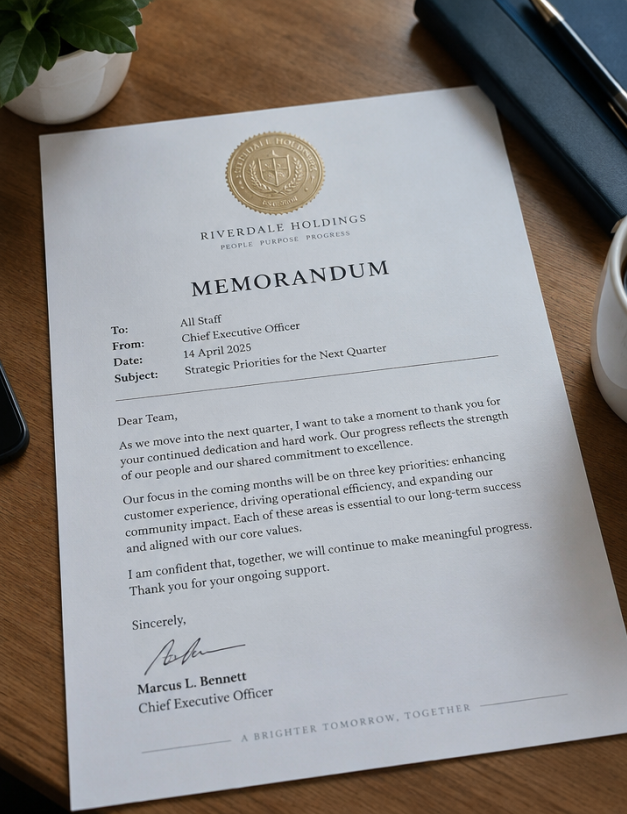 RIVERDALE HOLDINGS
RIVERDALE HOLDINGS
PEOPLE PURPOSE PROGRESS
MEMORANDUM
To: All Staff
From: Chief Executive Officer
Date: 14 April 2025
Subject: Strategic Priorities for the Next Quarter
Dear Team,
As we move into the next quarter, I want to take a moment to thank you for
your continued dedication and hard work. Our progress reflects the strength
of our people and our shared commitment to excellence.
Our focus in the coming months will be on three key priorities: enhancing
customer experience, driving operational efficiency, and expanding our
community impact. Each of these areas is essential to our long-term success
and aligned with our core values.
I am confident that, together, we will continue to make meaningful progress.
Thank you for your ongoing support.
Sincerely,
Marcus L. Bennett
Chief Executive Officer
A BRIGHTER TOMORROW, TOGETHER